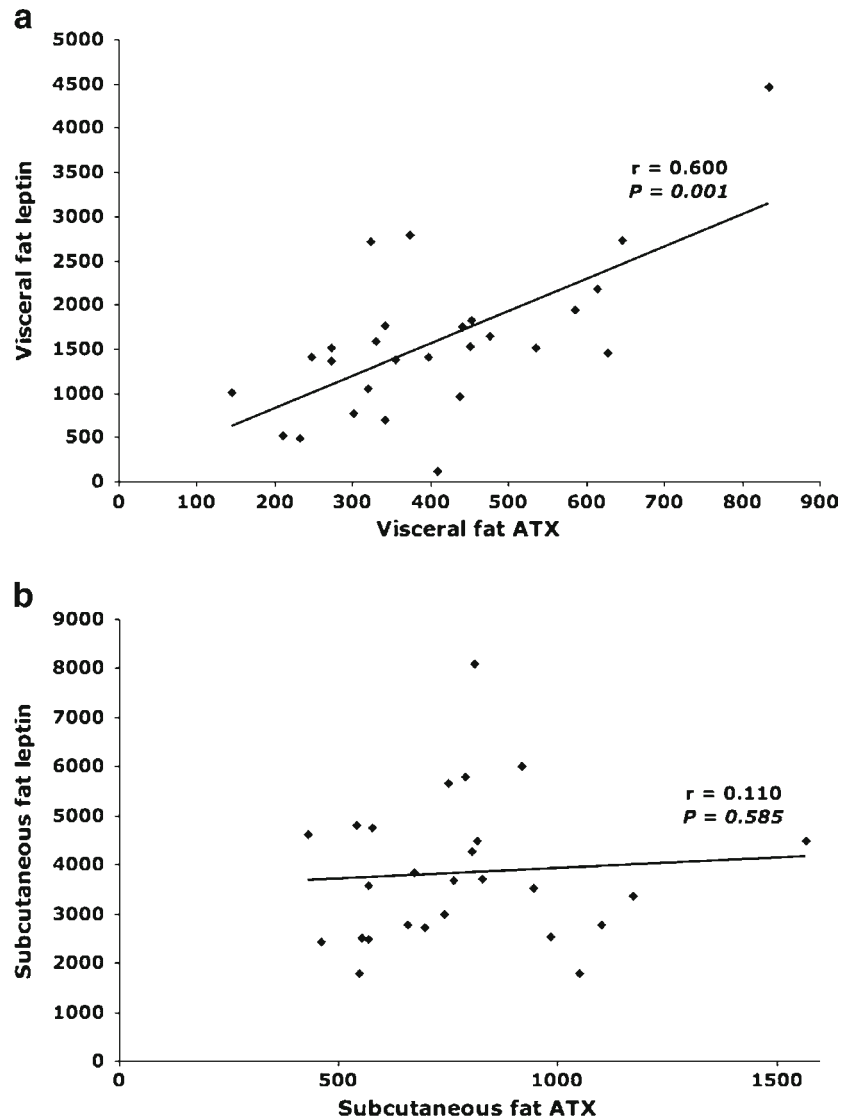 a
5000
4500
4000
3500
3000
2500
2000
1500
1000
500
0
Visceral fat leptin
r = 0.600
P = 0.001
0 100 200 300 400 500 600 700 800 900
Visceral fat ATX
b
9000
8000
7000
6000
5000
4000
3000
2000
1000
0
Subcutaneous fat leptin
r = 0.110
P = 0.585
0 500 1000 1500
Subcutaneous fat ATX